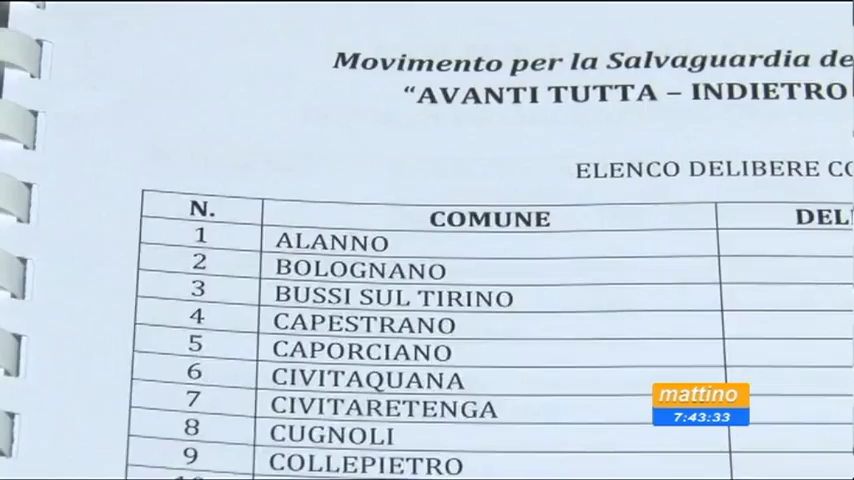 Movimento per la Salvaguardia de
“AVANTI TUTTA – INDIETRO
ELENCO DELIBERE CO
N. COMUNE DELI
1 ALANNO
2 BOLOGNANO
3 BUSSI SUL TIRINO
4 CAPESTRANO
5 CAPORCIANO
6 CIVITAQUANA
7 CIVITARETENGA
8 CUGNOLI
9 COLLEPIETRO
mattino
7:43:33